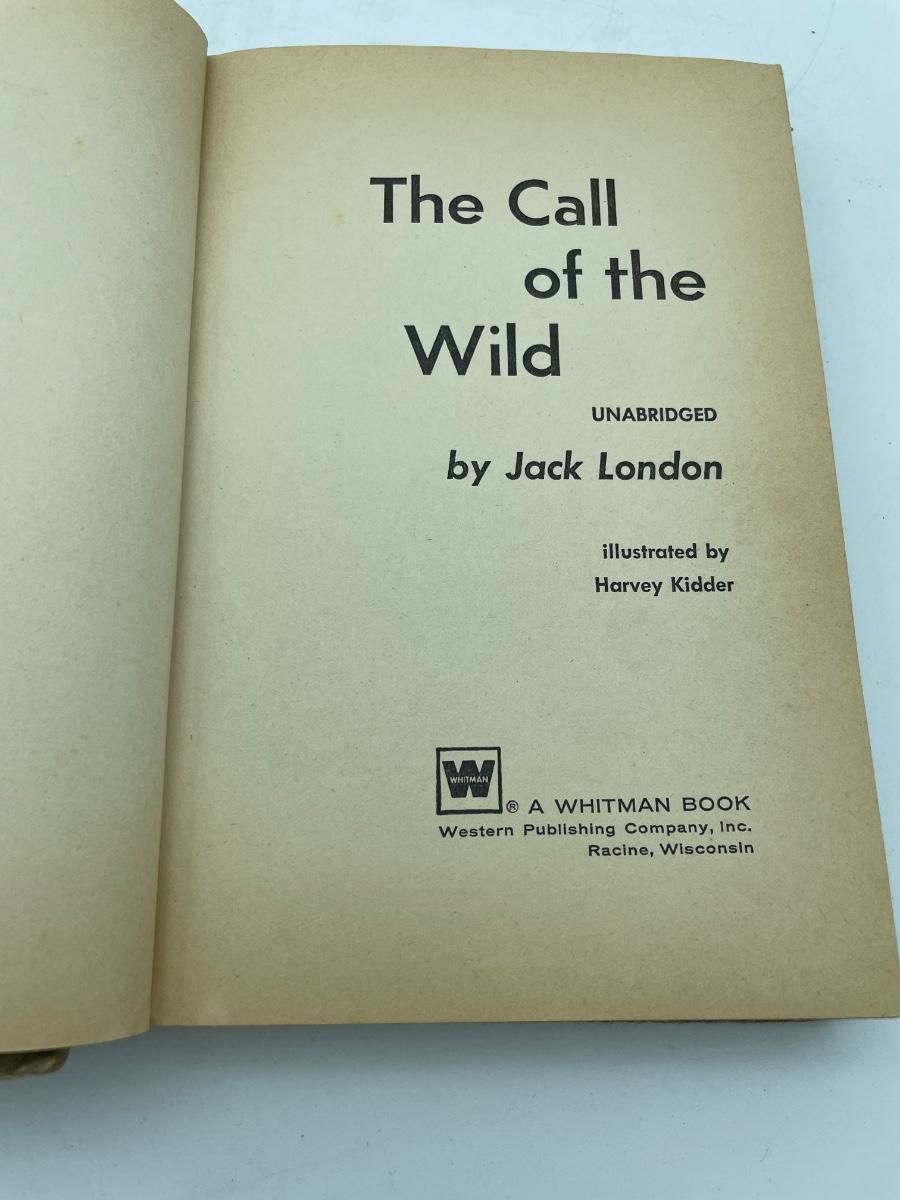 The Call
of the
Wild
UNABRIDGED
by Jack London
illustrated by
Harvey Kidder
W
WHITMAN
® A WHITMAN BOOK
Western Publishing Company, Inc.
Racine, Wisconsin